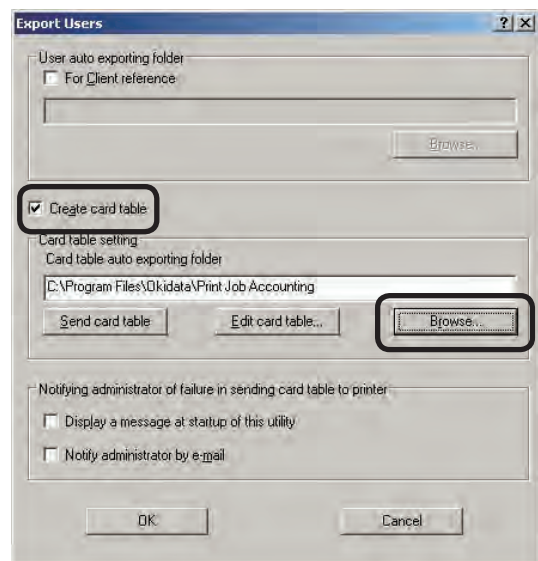 Export Users
User auto exporting folder
For Client reference
Browse...
Create card table
Card table setting
Card table auto exporting folder
C:\Program Files\Okidata\Print Job Accounting
Send card table Edit card table... Browse...
Notifying administrator of failure in sending card table to printer
Display a message at startup of this utility
Notify administrator by e-mail
OK Cancel